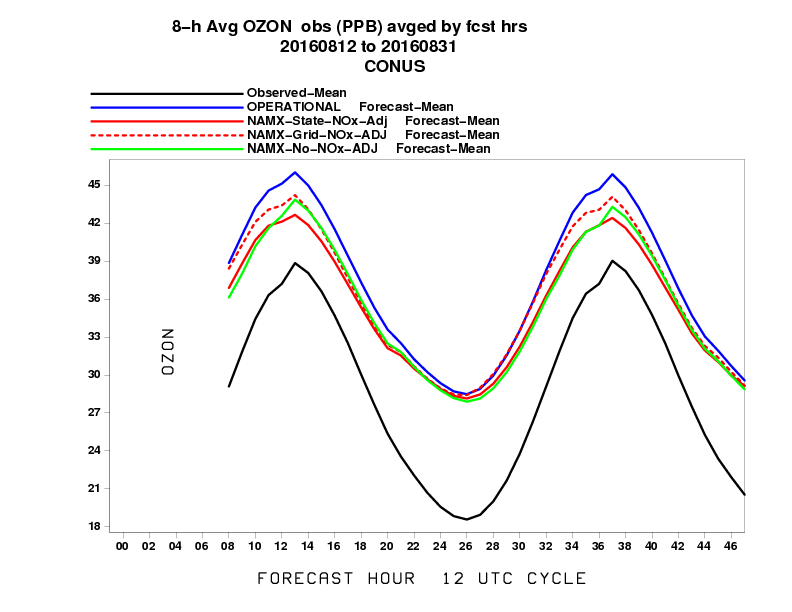 8-h Avg OZON  obs (PPB) avged by fcst hrs
20160812 to 20160831
CONUS
Observed-Mean
OPERATIONAL    Forecast-Mean
NAMX-State-NOx-Adj    Forecast-Mean
NAMX-Grid-NOx-ADJ    Forecast-Mean
NAMX-No-NOx-ADJ    Forecast-Mean
45
42
39
36
33
30
27
24
21
18
OZON
00 02 04 06 08 10 12 14 16 18 20 22 24 26 28 30 32 34 36 38 40 42 44 46
FORECAST HOUR  12 UTC CYCLE